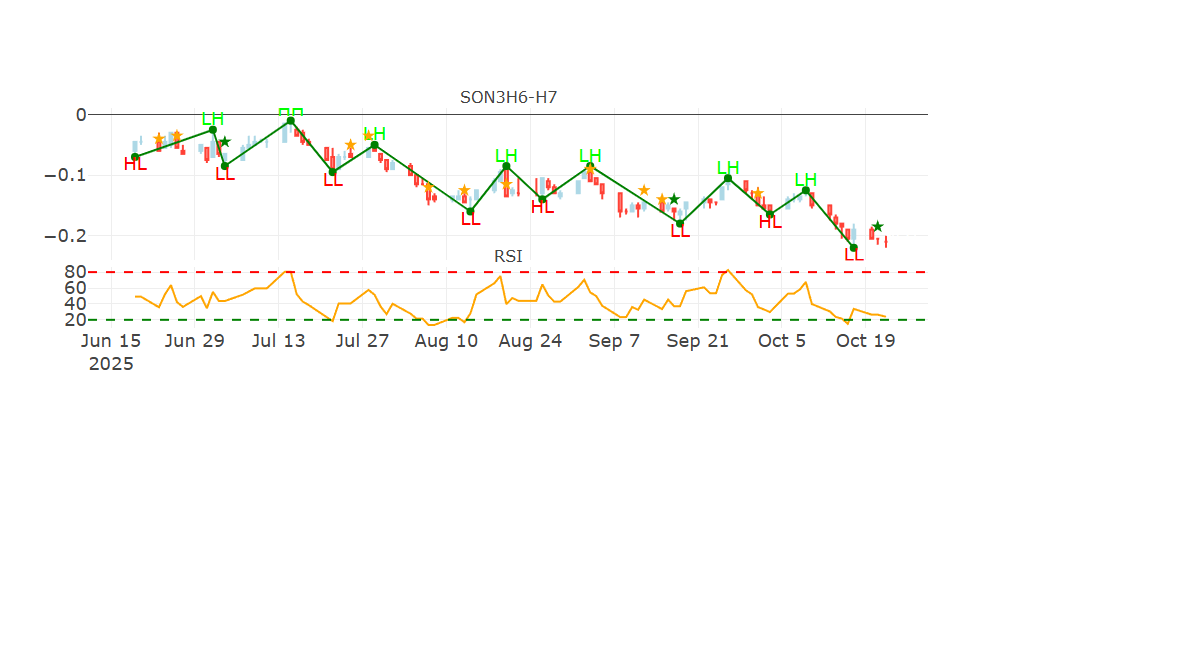 SON3H6-H7
0
−0.1
−0.2
HL
LH
LL
LL
LH
LL
LH
HL
LH
LL
LH
HL
LH
LL
RSI
80
60
40
20
Jun 15
2025
Jun 29
Jul 13
Jul 27
Aug 10
Aug 24
Sep 7
Sep 21
Oct 5
Oct 19